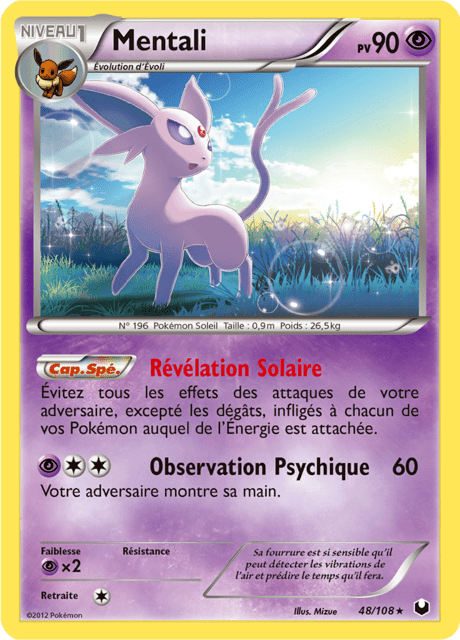 NIVEAU 1
Mentali
PV 90
Évolution d'Évoli
N° 196 Pokémon Soleil Taille : 0,9m Poids : 26,5kg
Cap. Spé. Révélation Solaire
Évitez tous les effets des attaques de votre
adversaire, excepté les dégâts, infligés à chacun de
vos Pokémon auquel de l'Énergie est attachée.
Observation Psychique 60
Votre adversaire montre sa main.
Faiblesse Résistance
×2
Retraite
Sa fourrure est si sensible qu'il
peut détecter les vibrations de
l'air et prédire le temps qu'il fera.
©2012 Pokémon
Illus. Mizue 48/108 ★